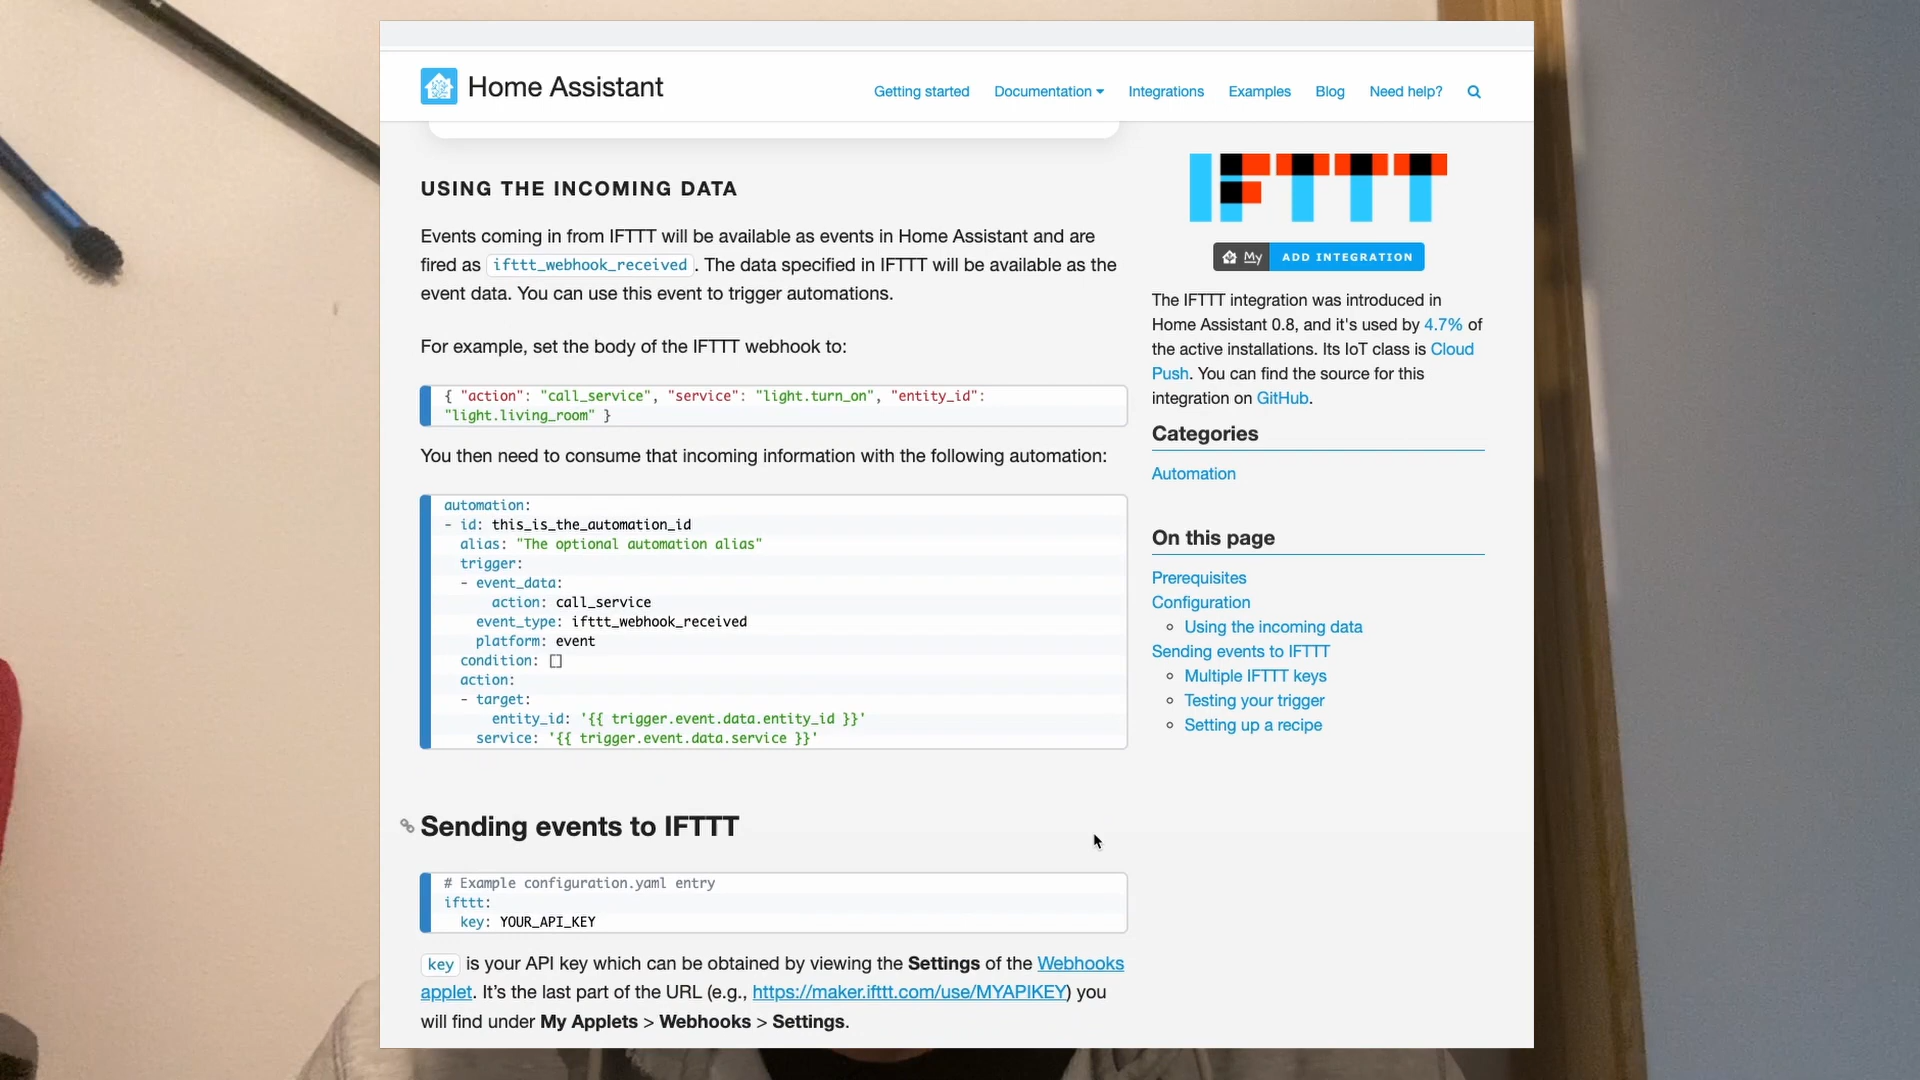 Home Assistant
Getting started Documentation Integrations Examples Blog Need help?
USING THE INCOMING DATA
Events coming in from IFTTT will be available as events in Home Assistant and are
fired as ifttt_webhook_received . The data specified in IFTTT will be available as the
event data. You can use this event to trigger automations.
For example, set the body of the IFTTT webhook to:
{ "action": "call_service", "service": "light.turn_on", "entity_id":
"light.living_room" }
You then need to consume that incoming information with the following automation:
automation:
- id: this_is_the_automation_id
alias: "The optional automation alias"
trigger:
- event_data:
action: call_service
event_type: ifttt_webhook_received
platform: event
condition: []
action:
- target:
entity_id: '{{ trigger.event.data.entity_id }}'
service: '{{ trigger.event.data.service }}'
Sending events to IFTTT
# Example configuration.yaml entry
ifttt:
key: YOUR_API_KEY
key is your API key which can be obtained by viewing the Settings of the Webhooks
applet. It's the last part of the URL (e.g., https://maker.ifttt.com/use/MYAPIKEY) you
will find under My Applets > Webhooks > Settings.
IFTTT
My ADD INTEGRATION
The IFTTT integration was introduced in
Home Assistant 0.8, and it's used by 4.7% of
the active installations. Its IoT class is Cloud
Push. You can find the source for this
integration on GitHub.
Categories
Automation
On this page
Prerequisites
Configuration
Using the incoming data
Sending events to IFTTT
Multiple IFTTT keys
Testing your trigger
Setting up a recipe